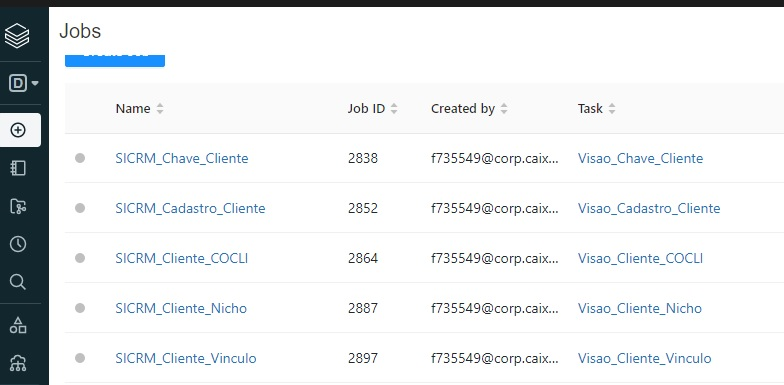 Jobs
D
Name Job ID Created by Task
SICRM_Chave_Cliente 2838 f735549@corp.caix... Visao_Chave_Cliente
SICRM_Cadastro_Cliente 2852 f735549@corp.caix... Visao_Cadastro_Cliente
SICRM_Cliente_COCLI 2864 f735549@corp.caix... Visao_Cliente_COCLI
SICRM_Cliente_Nicho 2887 f735549@corp.caix... Visao_Cliente_Nicho
SICRM_Cliente_Vinculo 2897 f735549@corp.caix... Visao_Cliente_Vinculo